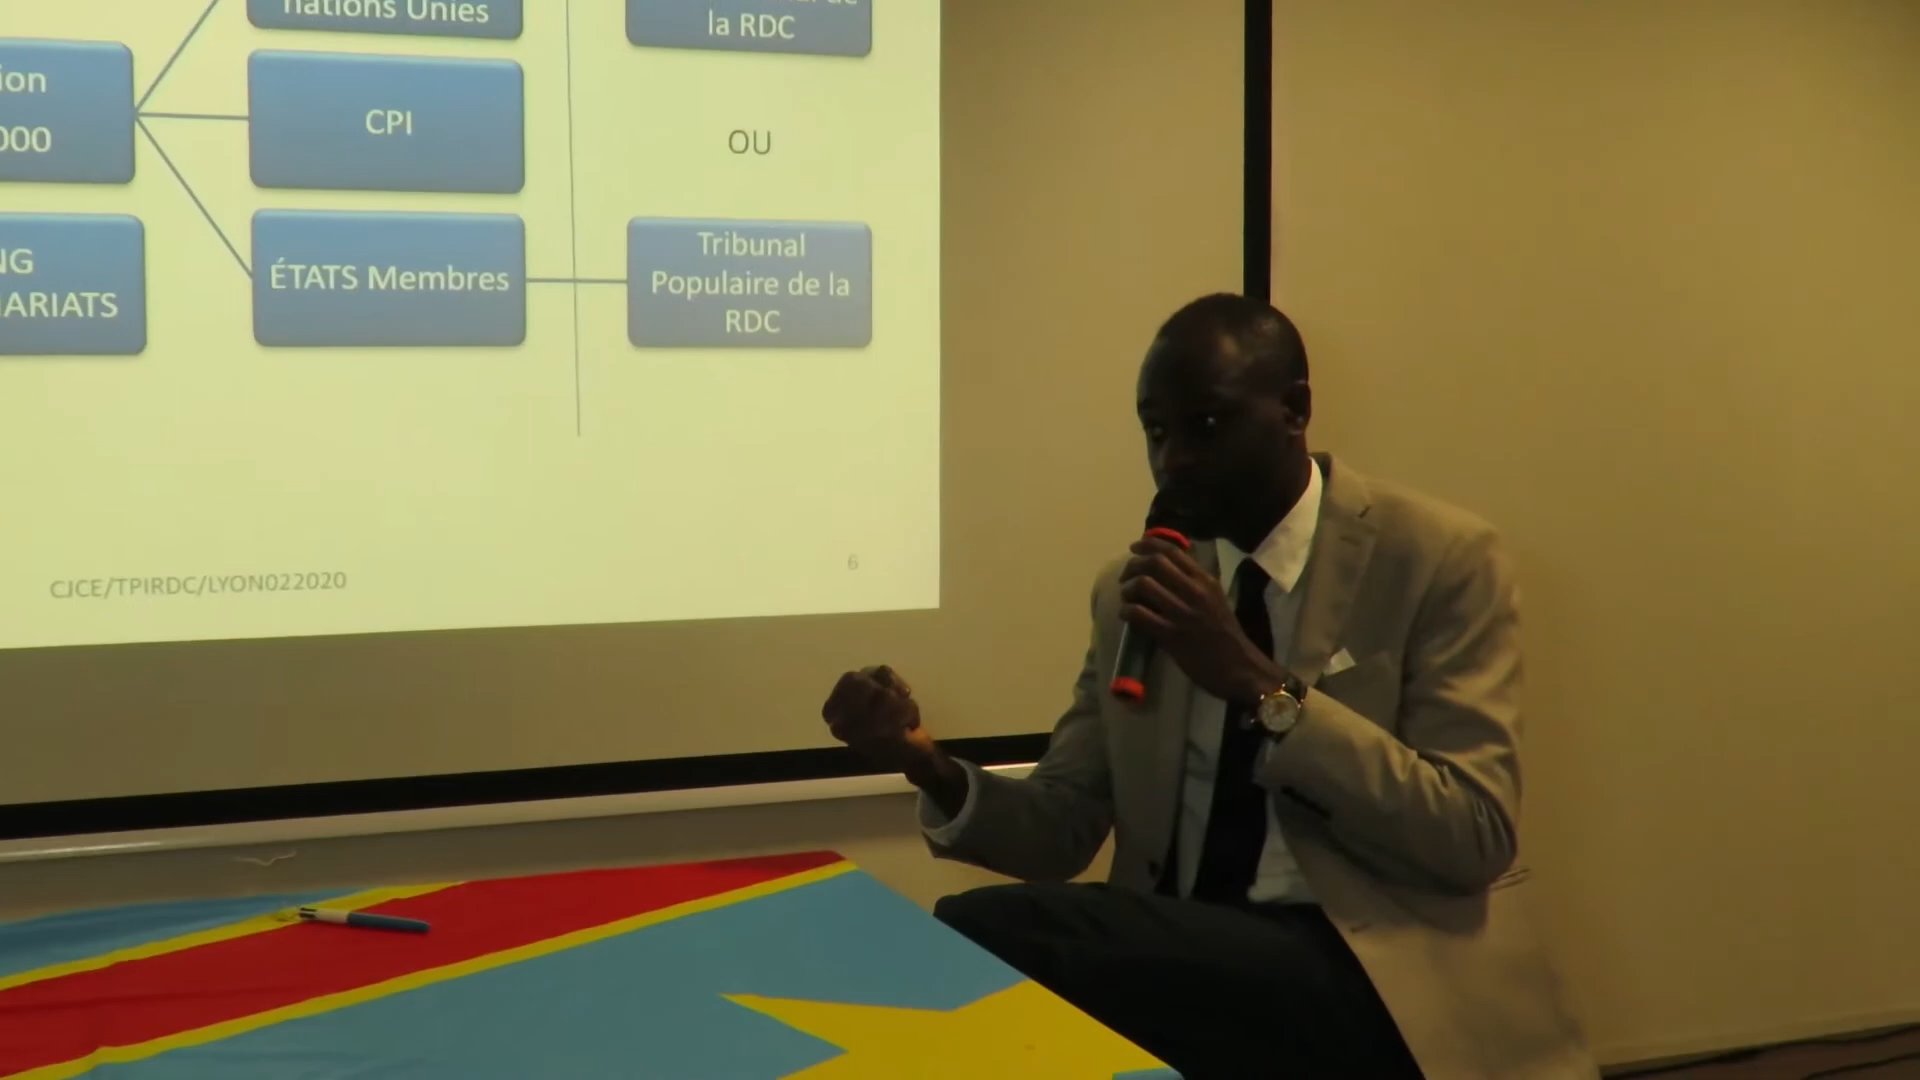 nations Unies
la RDC
ion
000
CPI
OU
NG
ÉTATS Membres
Tribunal
Populaire de la
RDC
ARIATS
CJCE/TPIRDC/LYON022020
6